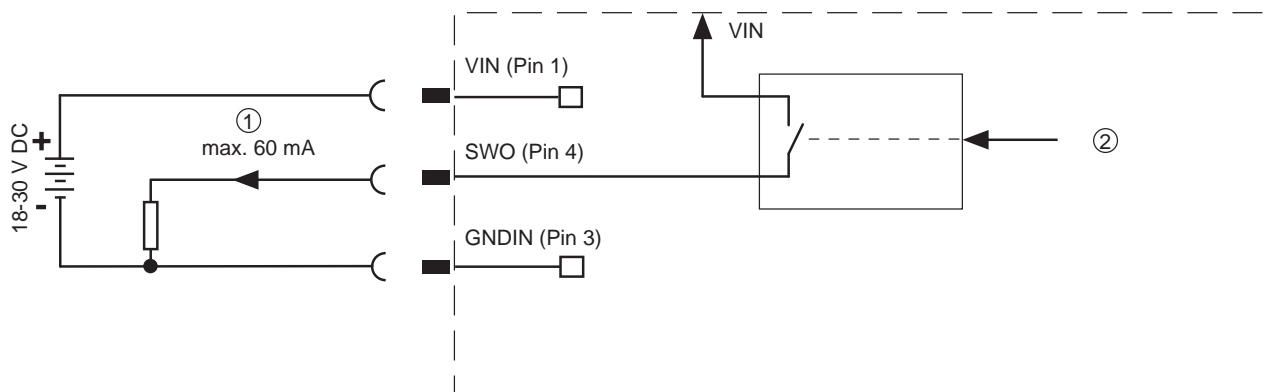 VIN
VIN (Pin 1)
①
max. 60 mA
18-30 V DC
+
-
SWO (Pin 4)
②
GNDIN (Pin 3)